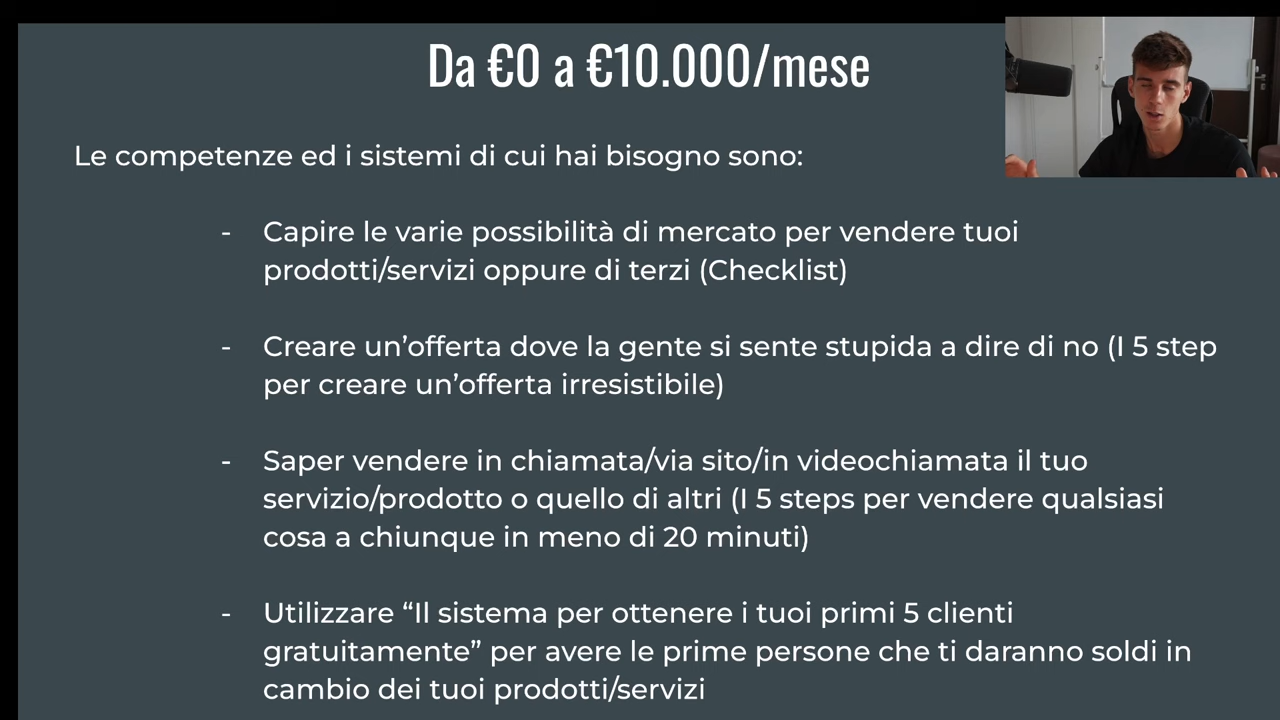 Da €0 a €10.000/mese
Le competenze ed i sistemi di cui hai bisogno sono:
- Capire le varie possibilità di mercato per vendere tuoi
prodotti/servizi oppure di terzi (Checklist)
- Creare un’offerta dove la gente si sente stupida a dire di no (I 5 step
per creare un’offerta irresistibile)
- Saper vendere in chiamata/via sito/in videochiamata il tuo
servizio/prodotto o quello di altri (I 5 steps per vendere qualsiasi
cosa a chiunque in meno di 20 minuti)
- Utilizzare “Il sistema per ottenere i tuoi primi 5 clienti
gratuitamente” per avere le prime persone che ti daranno soldi in
cambio dei tuoi prodotti/servizi